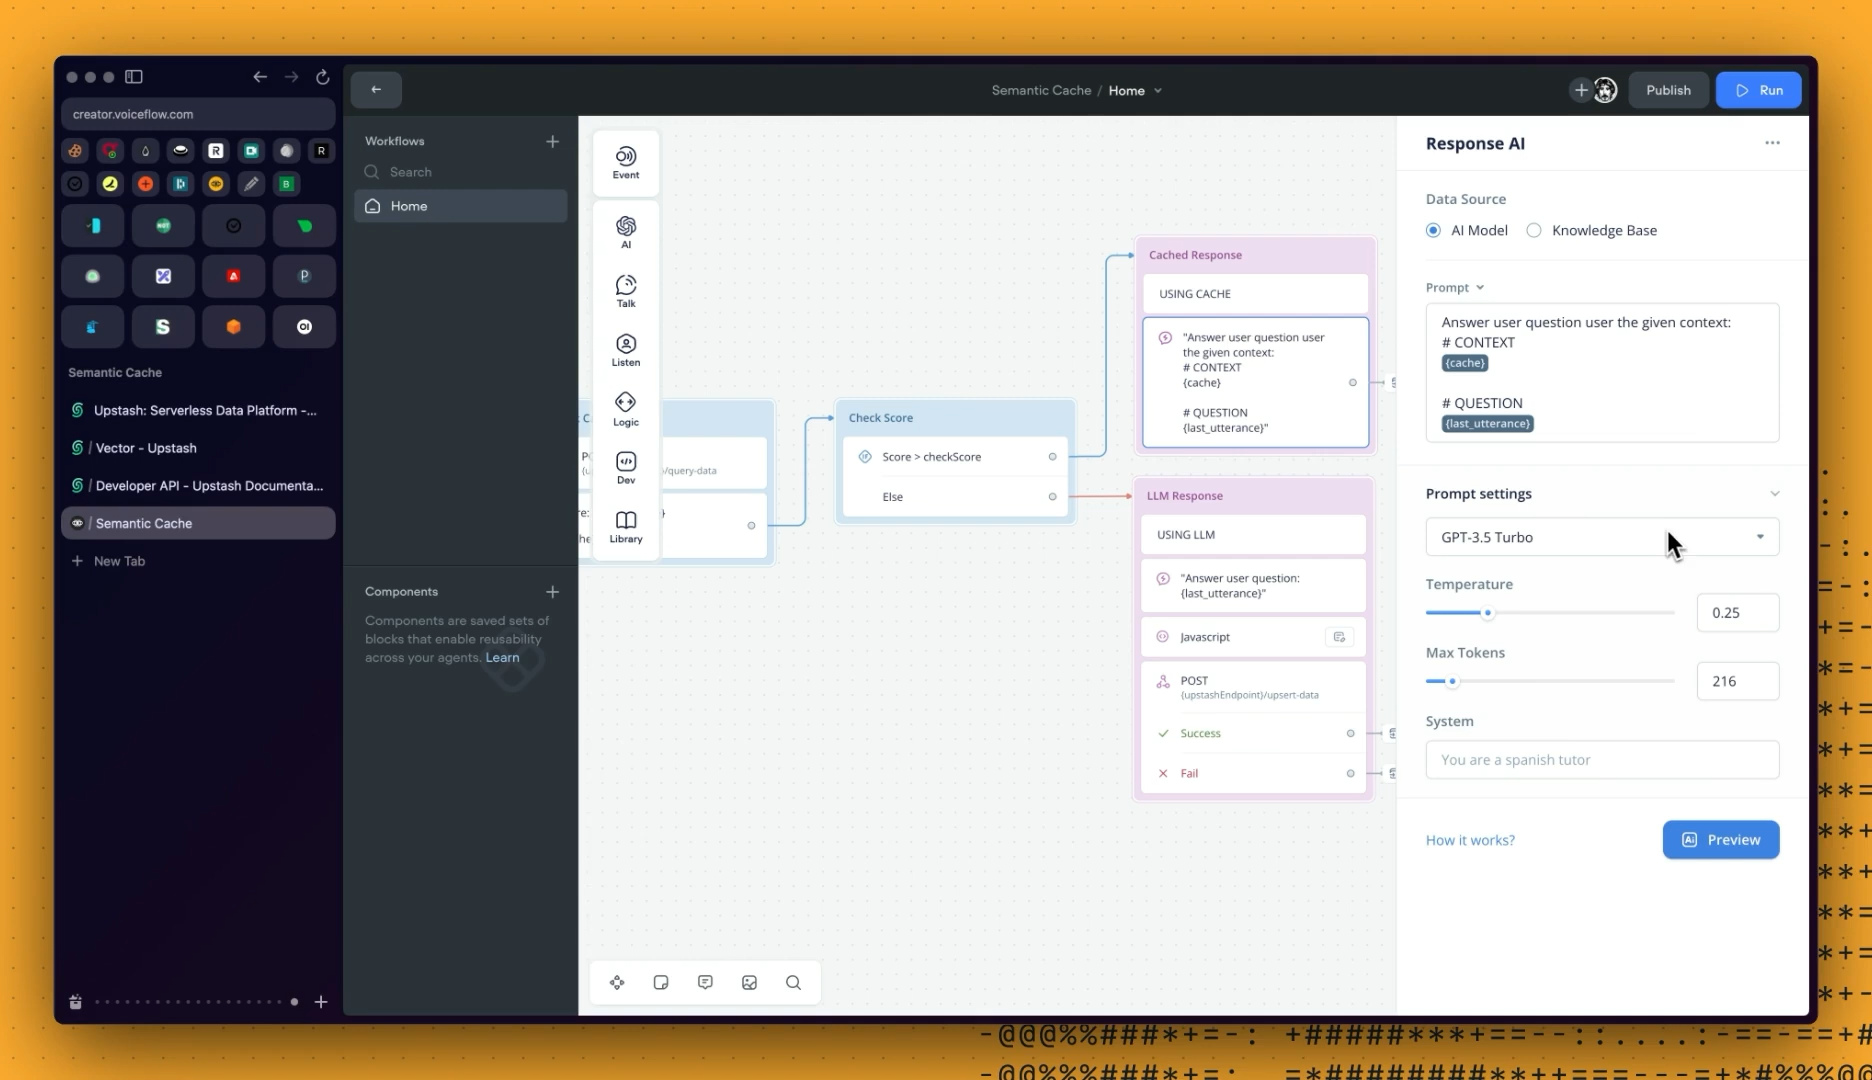 creator.voiceflow.com
Semantic Cache
Upstash: Serverless Data Platform -...
/ Vector - Upstash
/ Developer API - Upstash Documenta...
/ Semantic Cache
+ New Tab
Semantic Cache / Home
Publish
Run
Workflows
Search
Home
Components
Components are saved sets of
blocks that enable reusability
across your agents. Learn
Event
AI
Talk
Listen
Logic
Dev
Library
/query-data
Check Score
Score > checkScore
Else
Cached Response
USING CACHE
"Answer user question user
the given context:
# CONTEXT
{cache}
# QUESTION
{last_utterance}"
LLM Response
USING LLM
"Answer user question:
{last_utterance}"
Javascript
POST
{upstashEndpoint}/upsert-data
Success
Fail
Response AI
Data Source
AI Model
Knowledge Base
Prompt
Answer user question user the given context:
# CONTEXT
{cache}
# QUESTION
{last_utterance}
Prompt settings
GPT-3.5 Turbo
Temperature
0.25
Max Tokens
216
System
You are a spanish tutor
How it works?
Preview